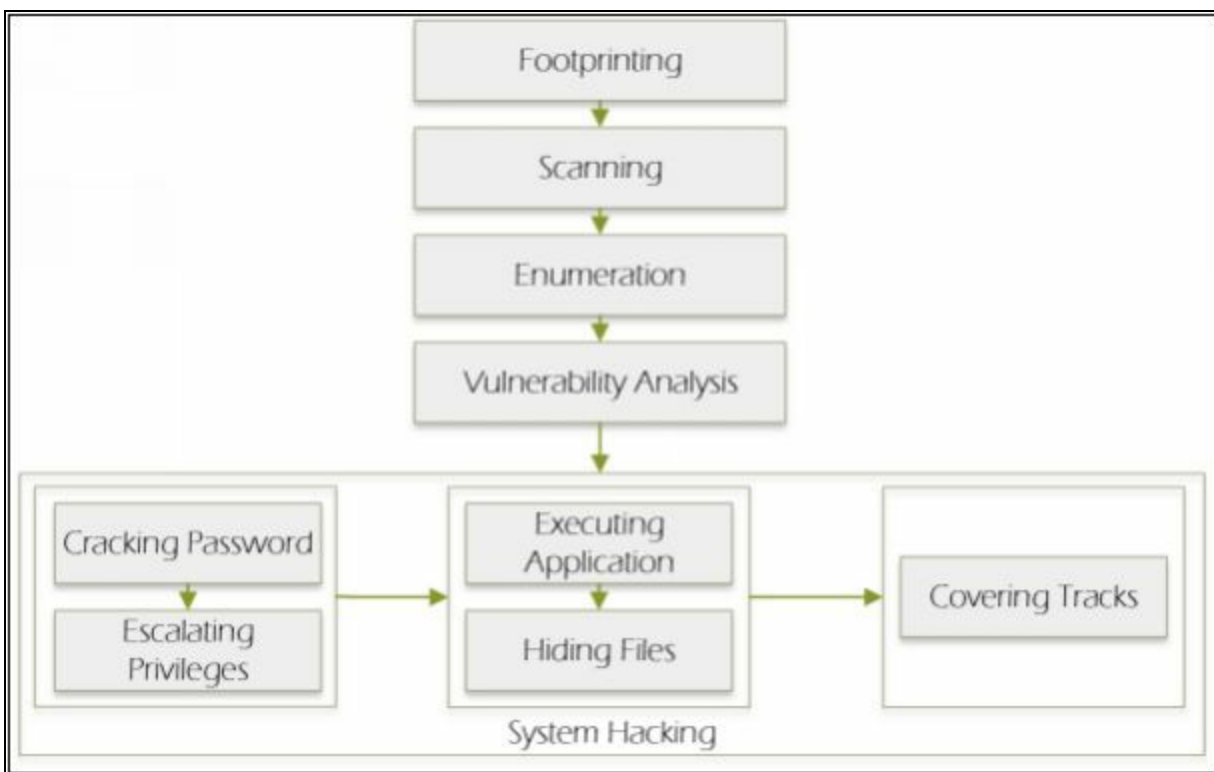 Footprinting
Scanning
Enumeration
Vulnerability Analysis
Cracking Password
Escalating
Privileges
Executing
Application
Hiding Files
Covering Tracks
System Hacking